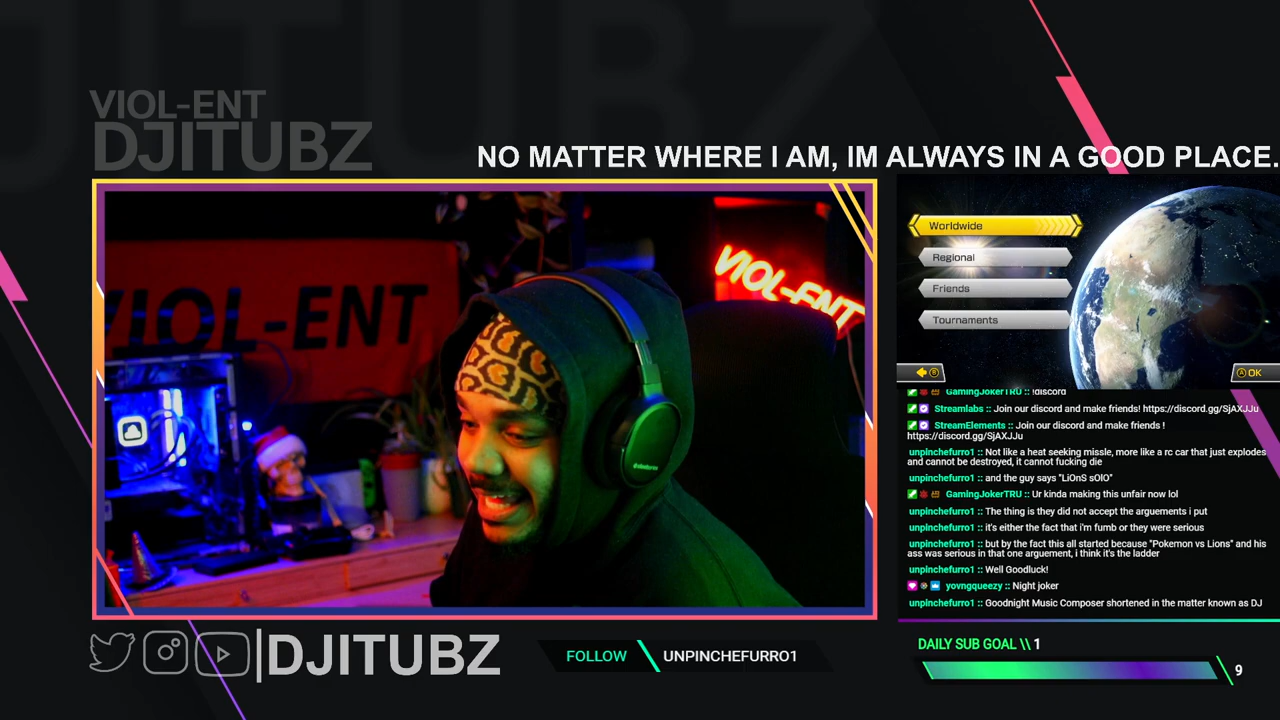 DJITUBZ
VIOL-ENT
DJITUBZ
NO MATTER WHERE I AM, IM ALWAYS IN A GOOD PLACE.
VIOL-ENT
VIOL-ENT
Worldwide
Regional
Friends
Tournaments
B
A OK
GamingJokerTRU :: !discord
Streamlabs :: Join our discord and make friends! https://discord.gg/SjAXJJu
StreamElements :: Join our discord and make friends !
https://discord.gg/SjAXJJu
unpinchefurro1 :: Not like a heat seeking missle, more like a rc car that just explodes
and cannot be destroyed, it cannot fucking die
unpinchefurro1 :: and the guy says "LiOnS sOlO"
GamingJokerTRU :: Ur kinda making this unfair now lol
unpinchefurro1 :: The thing is they did not accept the arguements i put
unpinchefurro1 :: it's either the fact that i'm fumb or they were serious
unpinchefurro1 :: but by the fact this all started because "Pokemon vs Lions" and his
ass was serious in that one arguement, i think it's the ladder
unpinchefurro1 :: Well Goodluck!
yovngqueezy :: Night joker
unpinchefurro1 :: Goodnight Music Composer shortened in the matter known as DJ
DJITUBZ
FOLLOW UNPINCHEFURRO1
DAILY SUB GOAL \\ 1
9